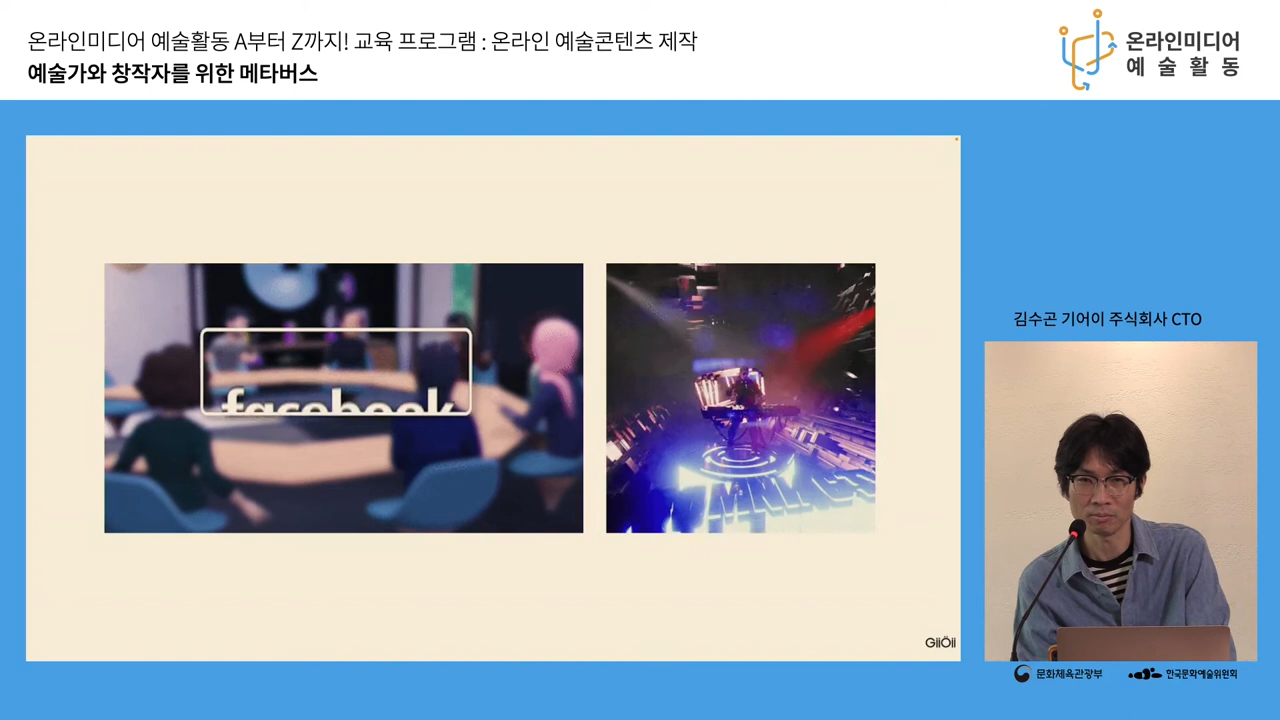 온라인미디어 예술활동 A부터 Z까지! 교육 프로그램 : 온라인 예술콘텐츠 제작
예술가와 창작자를 위한 메타버스
온라인미디어
예 술 활 동
facebook
김수곤 기어이 주식회사 CTO
GiiÖii
문화체육관광부
한국문화예술위원회